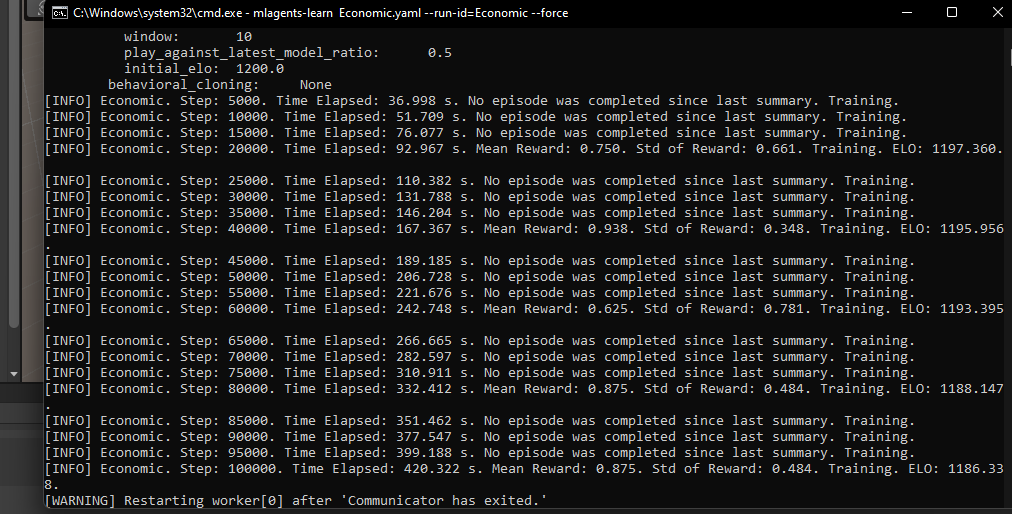 C:\Windows\system32\cmd.exe - mlagents-learn Economic.yaml --run-id=Economic --force
window: 10
play_against_latest_model_ratio: 0.5
initial_elo: 1200.0
behavioral_cloning: None
[INFO] Economic. Step: 5000. Time Elapsed: 36.998 s. No episode was completed since last summary. Training.
[INFO] Economic. Step: 10000. Time Elapsed: 51.709 s. No episode was completed since last summary. Training.
[INFO] Economic. Step: 15000. Time Elapsed: 76.077 s. No episode was completed since last summary. Training.
[INFO] Economic. Step: 20000. Time Elapsed: 92.967 s. Mean Reward: 0.750. Std of Reward: 0.661. Training. ELO: 1197.360.
[INFO] Economic. Step: 25000. Time Elapsed: 110.382 s. No episode was completed since last summary. Training.
[INFO] Economic. Step: 30000. Time Elapsed: 131.788 s. No episode was completed since last summary. Training.
[INFO] Economic. Step: 35000. Time Elapsed: 146.204 s. No episode was completed since last summary. Training.
[INFO] Economic. Step: 40000. Time Elapsed: 167.367 s. Mean Reward: 0.938. Std of Reward: 0.348. Training. ELO: 1195.956
.
[INFO] Economic. Step: 45000. Time Elapsed: 189.185 s. No episode was completed since last summary. Training.
[INFO] Economic. Step: 50000. Time Elapsed: 206.728 s. No episode was completed since last summary. Training.
[INFO] Economic. Step: 55000. Time Elapsed: 221.676 s. No episode was completed since last summary. Training.
[INFO] Economic. Step: 60000. Time Elapsed: 242.748 s. Mean Reward: 0.625. Std of Reward: 0.781. Training. ELO: 1193.395
.
[INFO] Economic. Step: 65000. Time Elapsed: 266.665 s. No episode was completed since last summary. Training.
[INFO] Economic. Step: 70000. Time Elapsed: 282.597 s. No episode was completed since last summary. Training.
[INFO] Economic. Step: 75000. Time Elapsed: 310.911 s. No episode was completed since last summary. Training.
[INFO] Economic. Step: 80000. Time Elapsed: 332.412 s. Mean Reward: 0.875. Std of Reward: 0.484. Training. ELO: 1188.147
.
[INFO] Economic. Step: 85000. Time Elapsed: 351.462 s. No episode was completed since last summary. Training.
[INFO] Economic. Step: 90000. Time Elapsed: 377.547 s. No episode was completed since last summary. Training.
[INFO] Economic. Step: 95000. Time Elapsed: 399.188 s. No episode was completed since last summary. Training.
[INFO] Economic. Step: 100000. Time Elapsed: 420.322 s. Mean Reward: 0.875. Std of Reward: 0.484. Training. ELO: 1186.33
8.
[WARNING] Restarting worker[0] after 'Communicator has exited.'